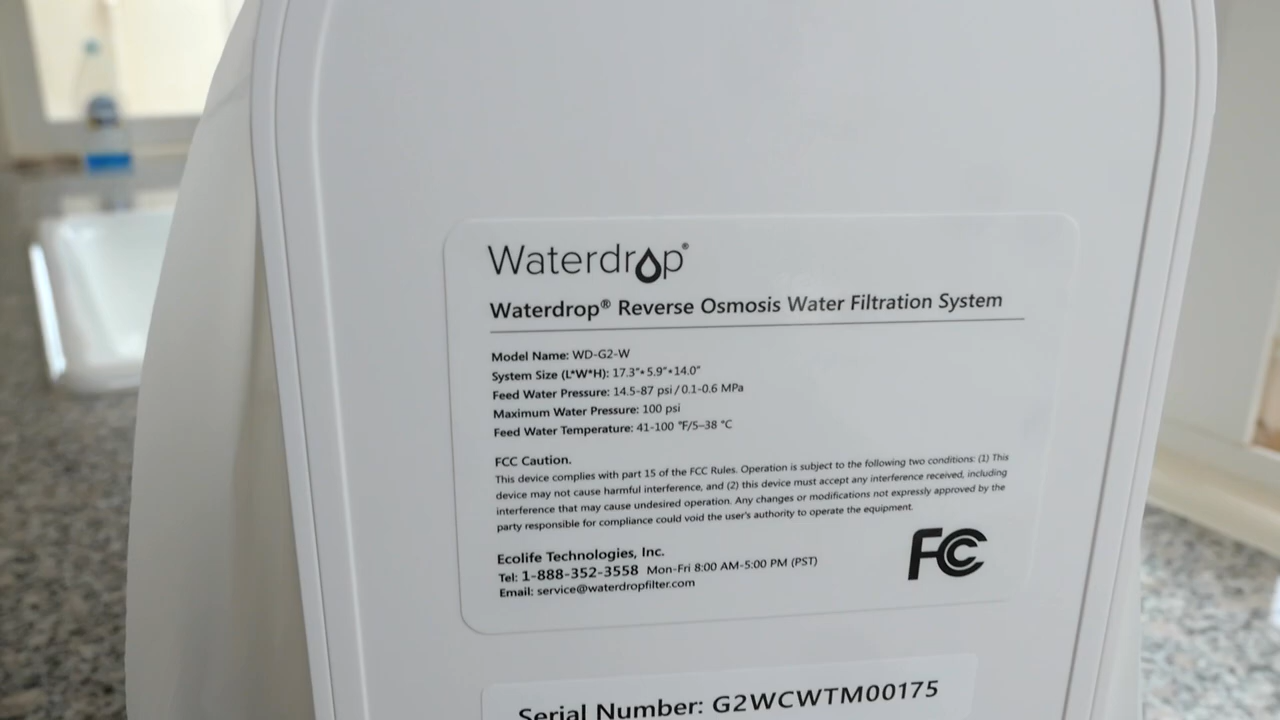 Waterdrop®
Waterdrop® Reverse Osmosis Water Filtration System
Model Name: WD-G2-W
System Size (L*W*H): 17.3"*5.9"*14.0"
Feed Water Pressure: 14.5-87 psi/0.1-0.6 MPa
Maximum Water Pressure: 100 psi
Feed Water Temperature: 41-100 °F/5–38 °C
FCC Caution.
This device complies with part 15 of the FCC Rules. Operation is subject to the following two conditions: (1) This
device may not cause harmful interference, and (2) this device must accept any interference received, including
interference that may cause undesired operation. Any changes or modifications not expressly approved by the
party responsible for compliance could void the user's authority to operate the equipment.
Ecolife Technologies, Inc.
Tel: 1-888-352-3558 Mon-Fri 8:00 AM-5:00 PM (PST)
Email: service@waterdropfilter.com
FC
Serial Number: G2WCWTM00175